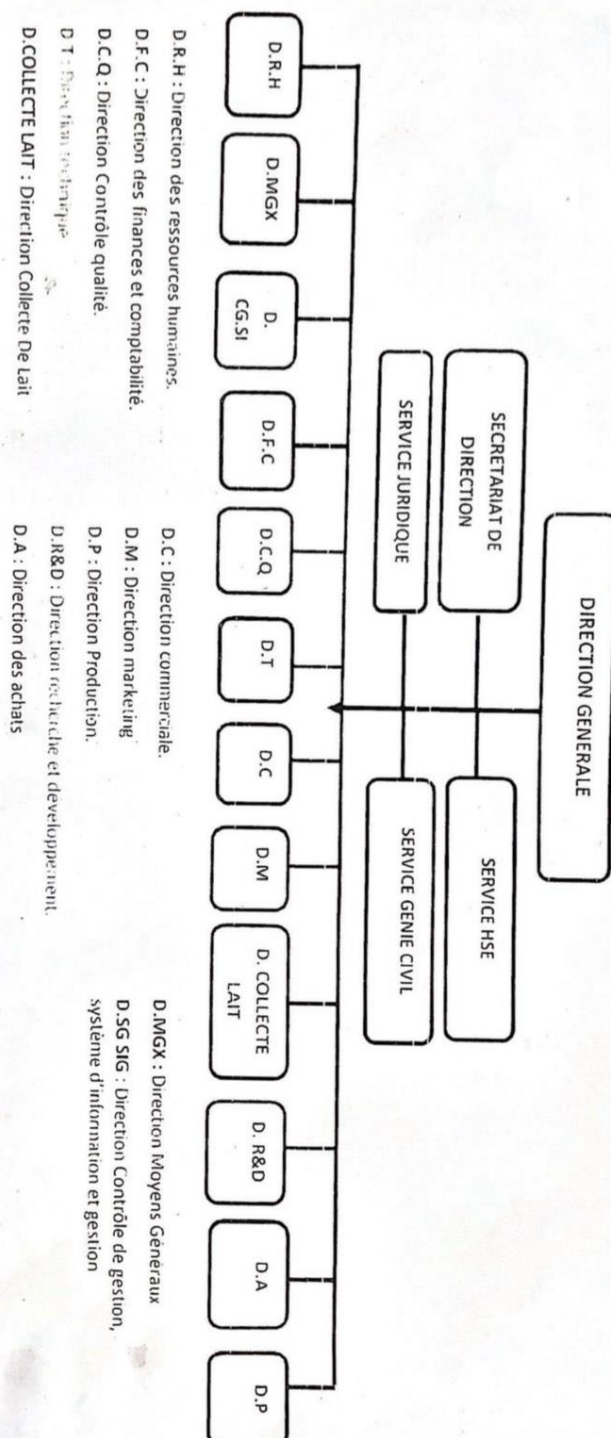 DIRECTION GENERALE
SECRETARIAT DE
DIRECTION
SERVICE HSE
SERVICE JURIDIQUE
SERVICE GENIE CIVIL
D.R.H
D.MGX
D.
CG.SI
D.F.C
D.C.Q
D.T
D.C
D.M
D. COLLECTE
LAIT
D. R&D
D.A
D.P
D.R.H : Direction des ressources humaines.
D.F.C : Direction des finances et comptabilité.
D.C.Q : Direction Contrôle qualité.
D.T : Direction technique
D.COLLECTE LAIT : Direction Collecte De Lait
D.C : Direction commerciale.
D.M : Direction marketing
D.P : Direction Production.
D.R&D : Direction recherche et développement.
D.A : Direction des achats
D.MGX : Direction Moyens Généraux
D.SG SIG : Direction Contrôle de gestion,
système d'information et gestion